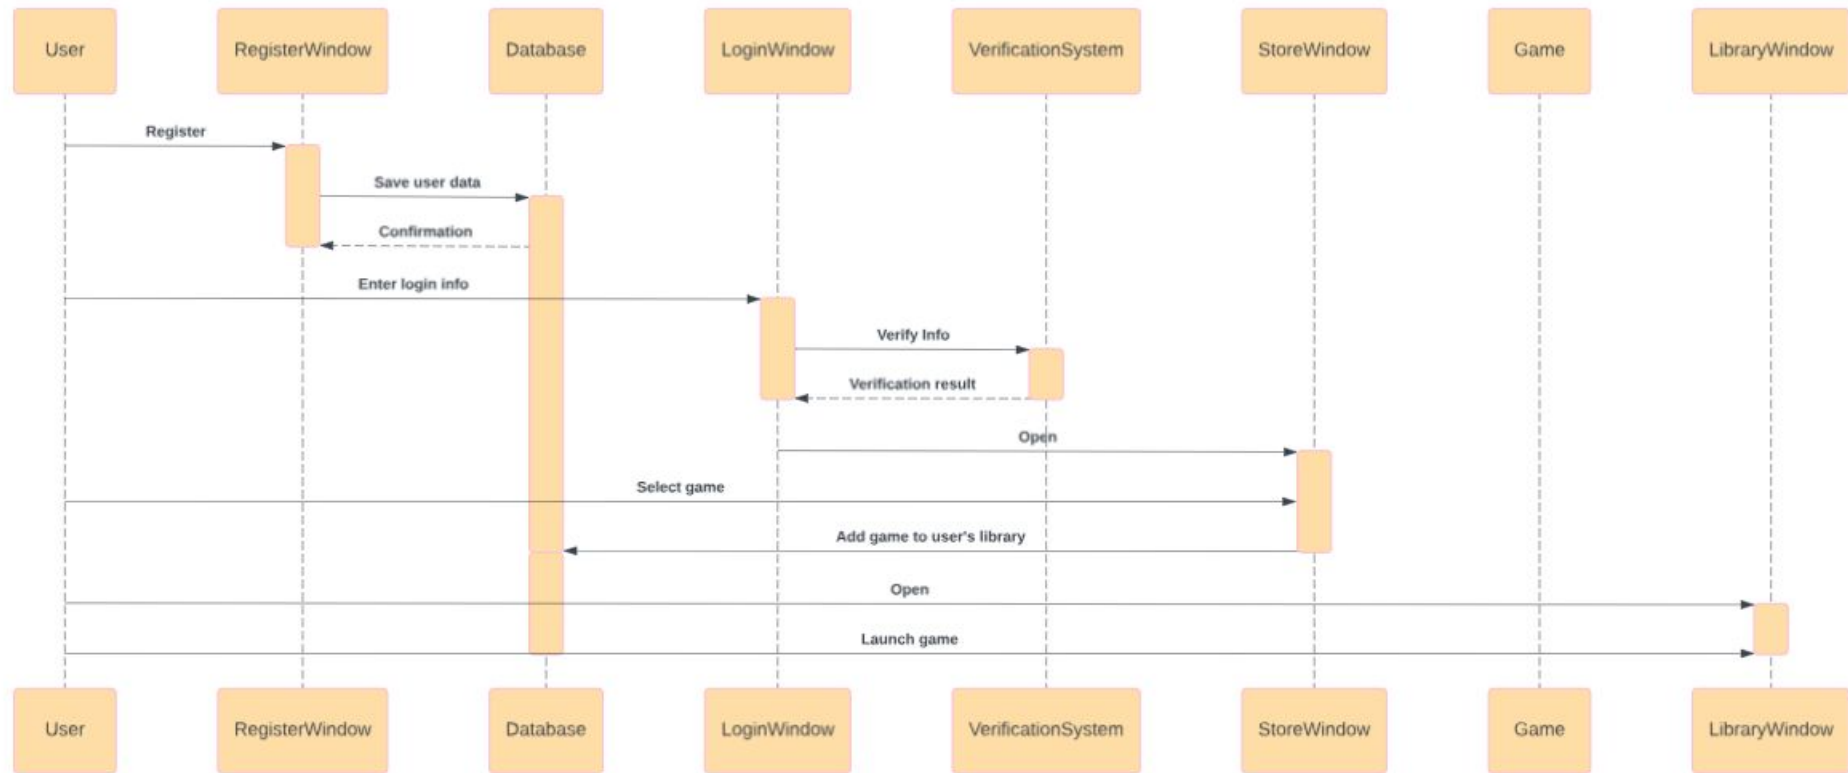 User
RegisterWindow
Database
LoginWindow
VerificationSystem
StoreWindow
Game
LibraryWindow
Register
Save user data
Confirmation
Enter login info
Verify Info
Verification result
Open
Select game
Add game to user's library
Open
Launch game
User
RegisterWindow
Database
LoginWindow
VerificationSystem
StoreWindow
Game
LibraryWindow